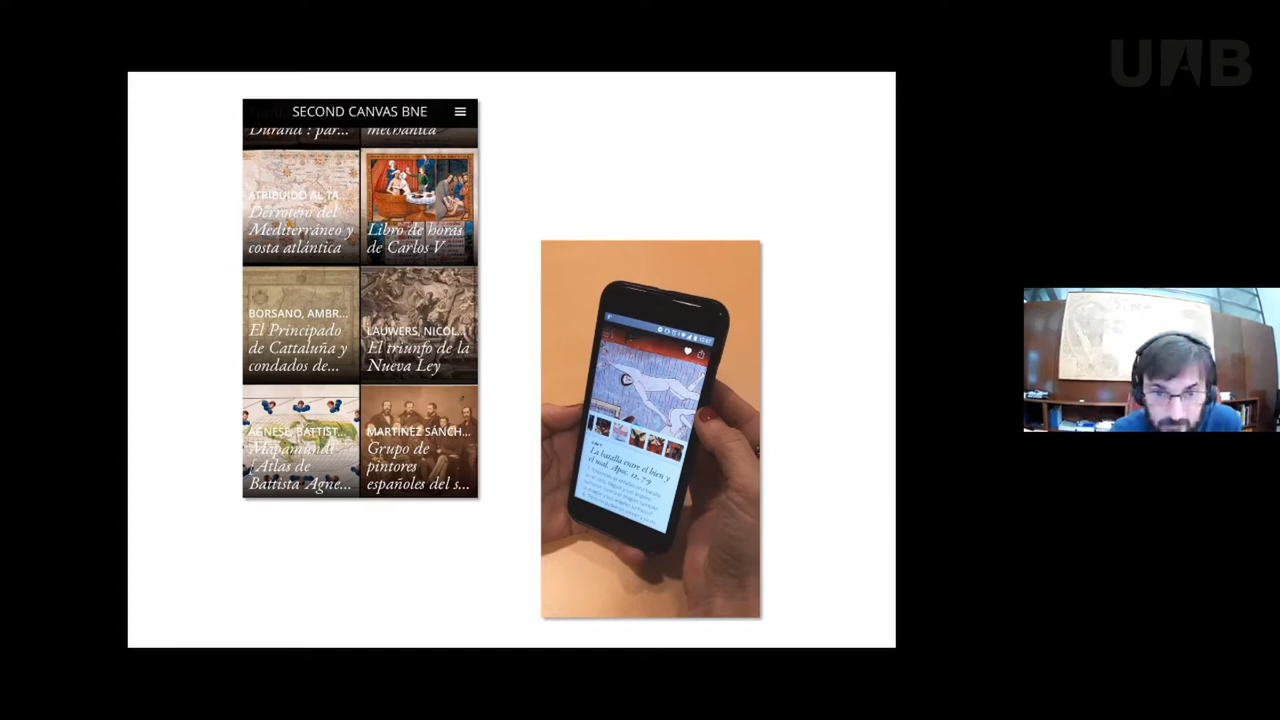 UAB
SECOND CANVAS BNE
Durand : par...
mechanica
ATRIBUIDO AL TA...
Derrotero del
Mediterráneo y
costa atlántica
Libro de horas
de Carlos V
BORSANO, AMBR...
El Principado
de Cattaluña y
condados de...
LAUWERS, NICOL...
El triunfo de la
Nueva Ley
AGNESE, BATTIST...
Mapamundi
[Atlas de
Battista Agne...
MARTÍNEZ SÁNCH...
Grupo de
pintores
españoles del s...
La batalla entre el bien y
el mal. Apoc. 12, 7-9